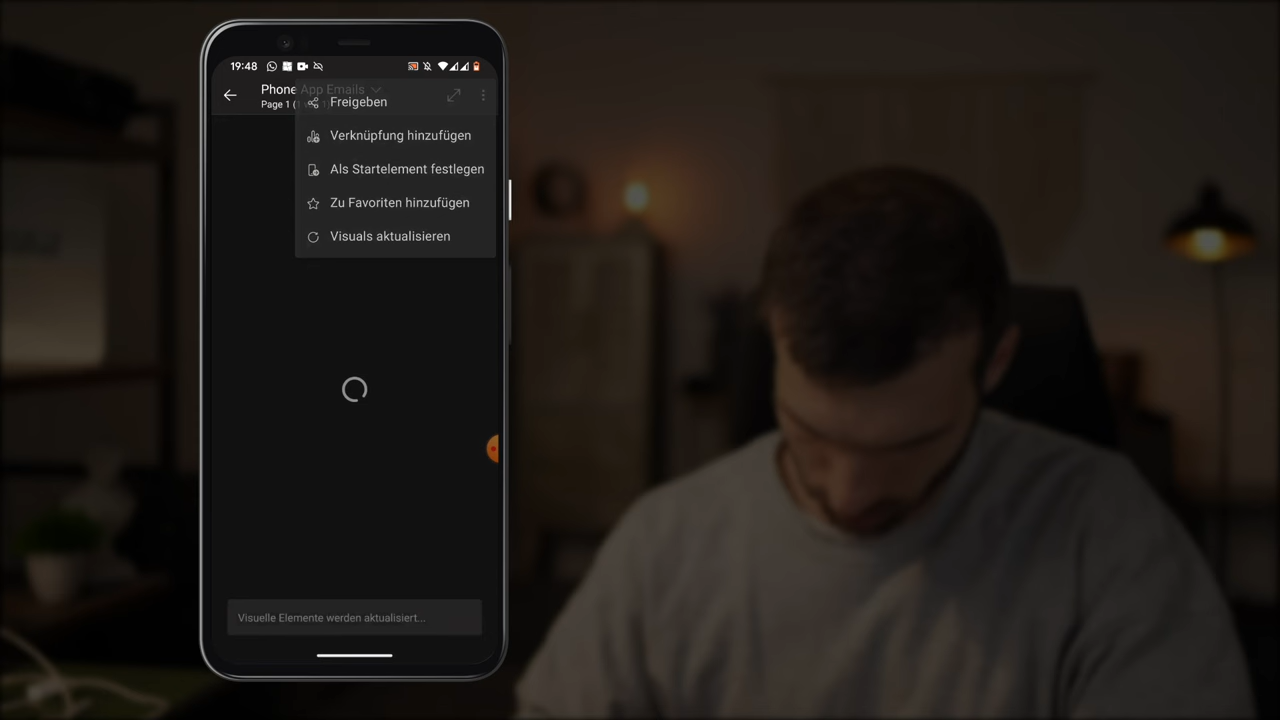 19:48
Phone App Emails
Page 1 (
Freigeben
Verknüpfung hinzufügen
Als Startelement festlegen
Zu Favoriten hinzufügen
Visuals aktualisieren
Visuelle Elemente werden aktualisiert...